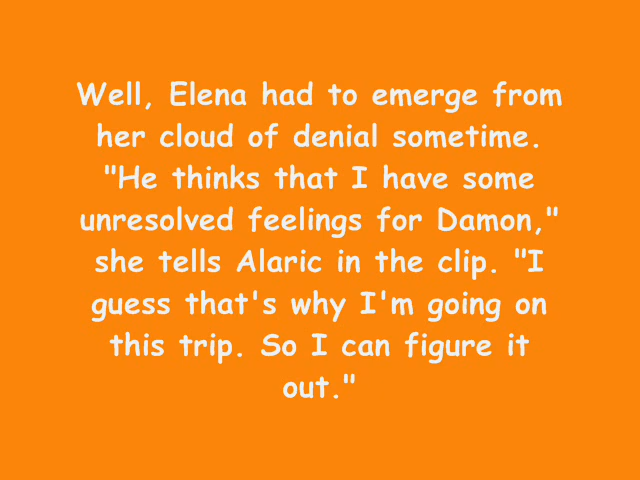 Well, Elena had to emerge from
her cloud of denial sometime.
"He thinks that I have some
unresolved feelings for Damon,"
she tells Alaric in the clip. "I
guess that's why I'm going on
this trip. So I can figure it
out."